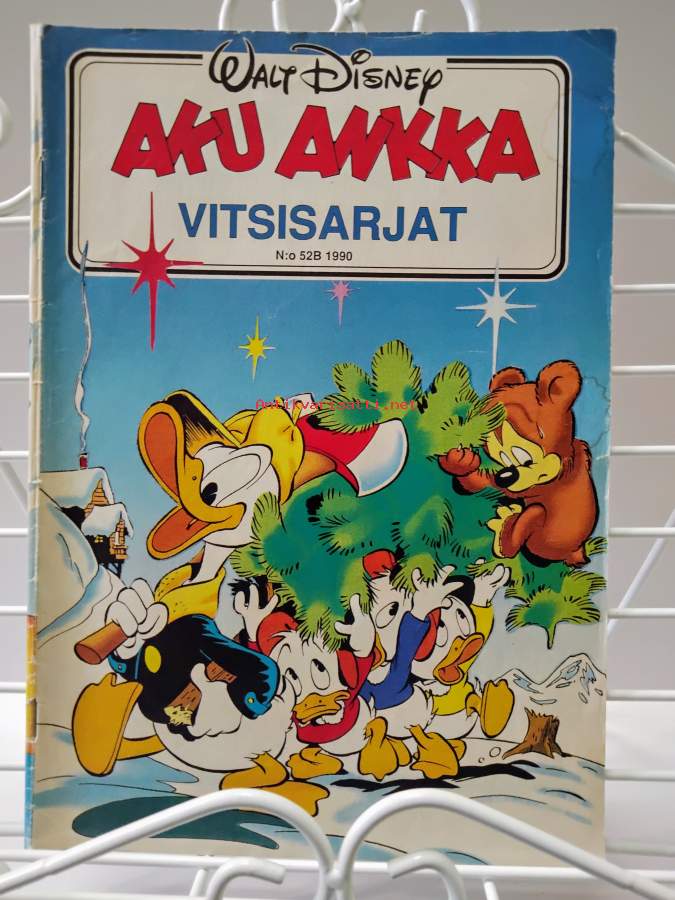 WALT DISNEY
AKU ANKKA
VITSISARJAT
N:o 52B 1990
Antikvariaatti.net